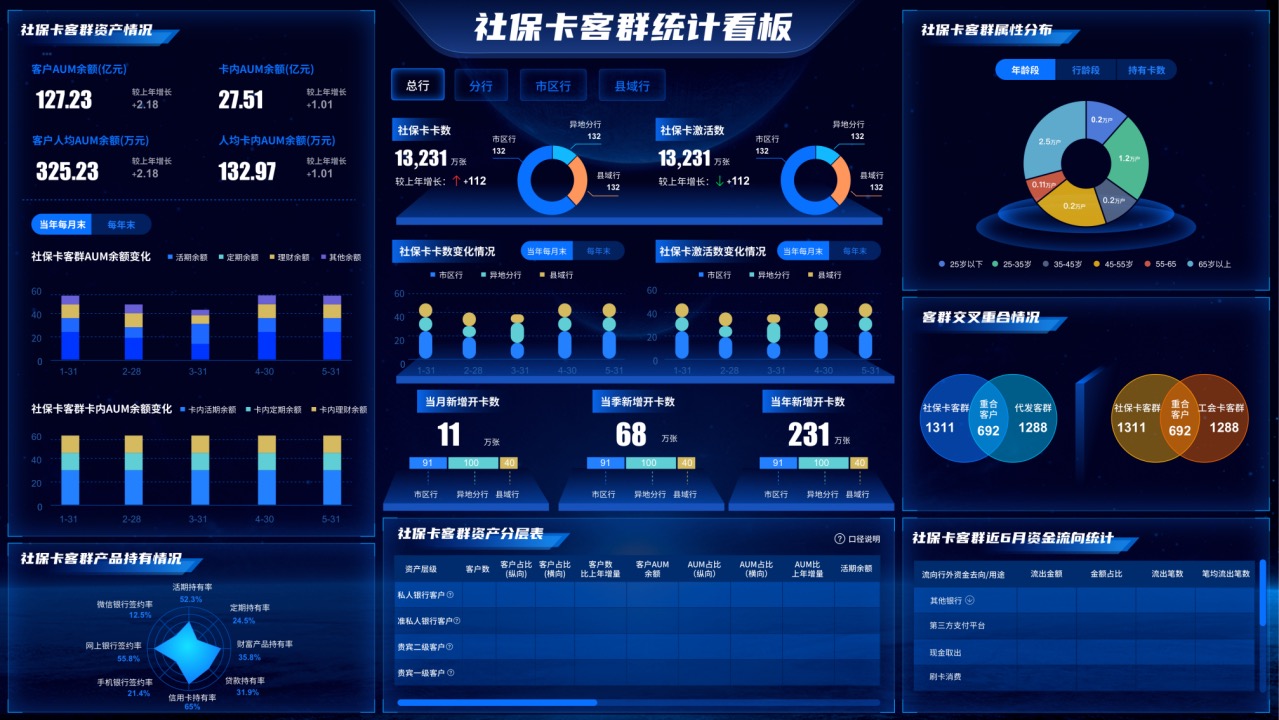 社保卡客群统计看板
社保卡客群资产情况
客户AUM余额(亿元)
127.23
较上年增长
+2.18
卡内AUM余额(亿元)
27.51
较上年增长
+1.01
客户人均AUM余额(万元)
325.23
较上年增长
+2.18
人均卡内AUM余额(万元)
132.97
较上年增长
+1.01
当年每月末 每年末
社保卡客群AUM余额变化
活期余额 定期余额 理财余额 其他余额
60
40
20
0
1-31 2-28 3-31 4-30 5-31
社保卡客群卡内AUM余额变化
卡内活期余额 卡内定期余额 卡内理财余额
60
40
20
0
1-31 2-28 3-31 4-30 5-31
社保卡客群产品持有情况
活期持有率
52.3%
定期持有率
24.5%
财富产品持有率
35.8%
贷款持有率
31.9%
信用卡持有率
65%
手机银行签约率
21.4%
网上银行签约率
55.8%
微信银行签约率
12.5%
总行 分行 市区行 县域行
社保卡卡数
13,231 万张
较上年增长: +112
市区行
132
异地分行
132
县域行
132
社保卡激活数
13,231 万张
较上年增长: +112
市区行
132
异地分行
132
县域行
132
社保卡卡数变化情况
当年每月末 每年末
市区行 异地分行 县域行
60
40
20
0
1-31 2-28 3-31 4-30 5-31
社保卡激活数变化情况
当年每月末 每年末
市区行 异地分行 县域行
60
40
20
0
1-31 2-28 3-31 4-30 5-31
当月新增开卡数
11 万张
91 100 40
市区行 异地分行 县域行
当季新增开卡数
68 万张
91 100 40
市区行 异地分行 县域行
当年新增开卡数
231 万张
91 100 40
市区行 异地分行 县域行
社保卡客群资产分层表
口径说明
资产层级 客户数 客户占比(纵向) 客户占比(横向) 客户数比上年增量 客户AUM余额 AUM占比(纵向) AUM占比(横向) AUM比上年增量 活期余额
私人银行客户
准私人银行客户
贵宾二级客户
贵宾一级客户
社保卡客群属性分布
年龄段 行龄段 持有卡数
0.2万户
1.2万户
0.2万户
0.2万户
0.11万户
2.5万户
25岁以下 25-35岁 35-45岁 45-55岁 55-65 65岁以上
客群交叉重合情况
社保卡客群
1311
重合
客户
692
代发客群
1288
社保卡客群
1311
重合
客户
692
工会卡客群
1288
社保卡客群近6月资金流向统计
流向行外资金去向/用途 流出金额 金额占比 流出笔数 笔均流出笔数
其他银行
第三方支付平台
现金取出
刷卡消费